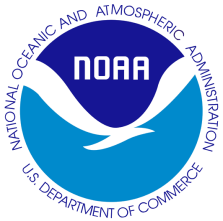 NATIONAL OCEANIC AND ATMOSPHERIC ADMINISTRATION
NOAA
U.S. DEPARTMENT OF COMMERCE